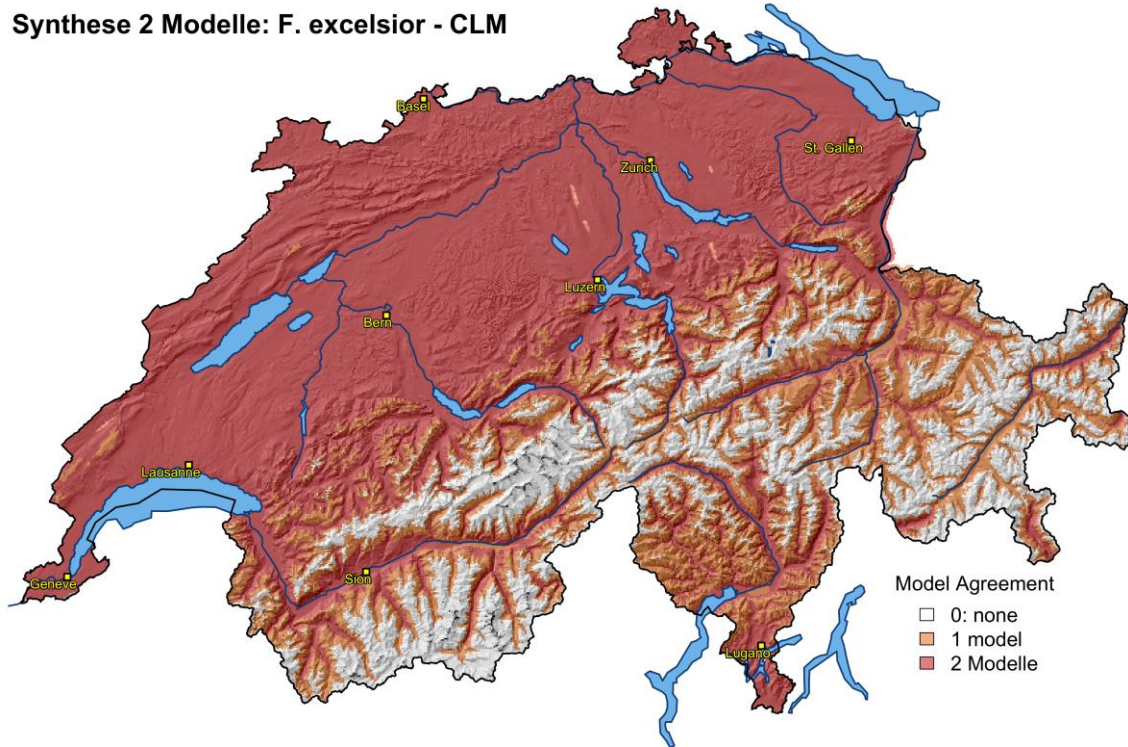 Synthese 2 Modelle: F. excelsior - CLM
Basel
St. Gallen
Zurich
Luzern
Bern
Lausanne
Geneve
Sion
Lugano
Model Agreement
0: none
1 model
2 Modelle